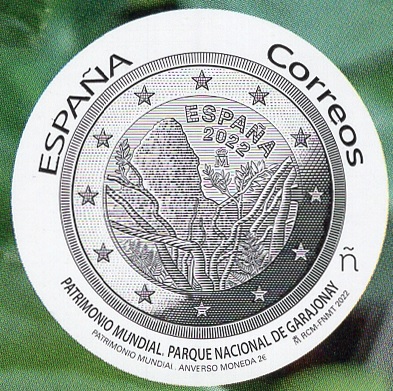 ESPAÑA
Correos
ESPAÑA
2022
ñ
PATRIMONIO MUNDIAL. PARQUE NACIONAL DE GARAJONAY
PATRIMONIO MUNDIAL. ANVERSO MONEDA 2€
RCM-FNMT 2022